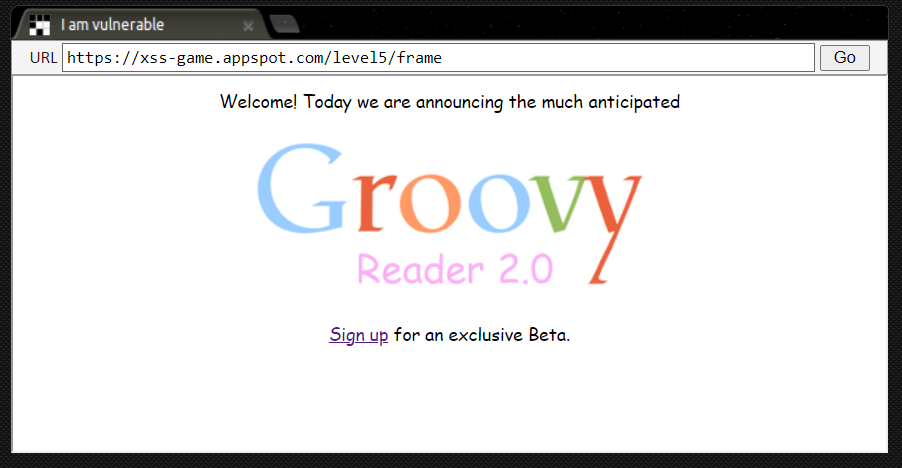 I am vulnerable
URL https://xss-game.appspot.com/level5/frame Go
Welcome! Today we are announcing the much anticipated
Groovy
Reader 2.0
Sign up for an exclusive Beta.